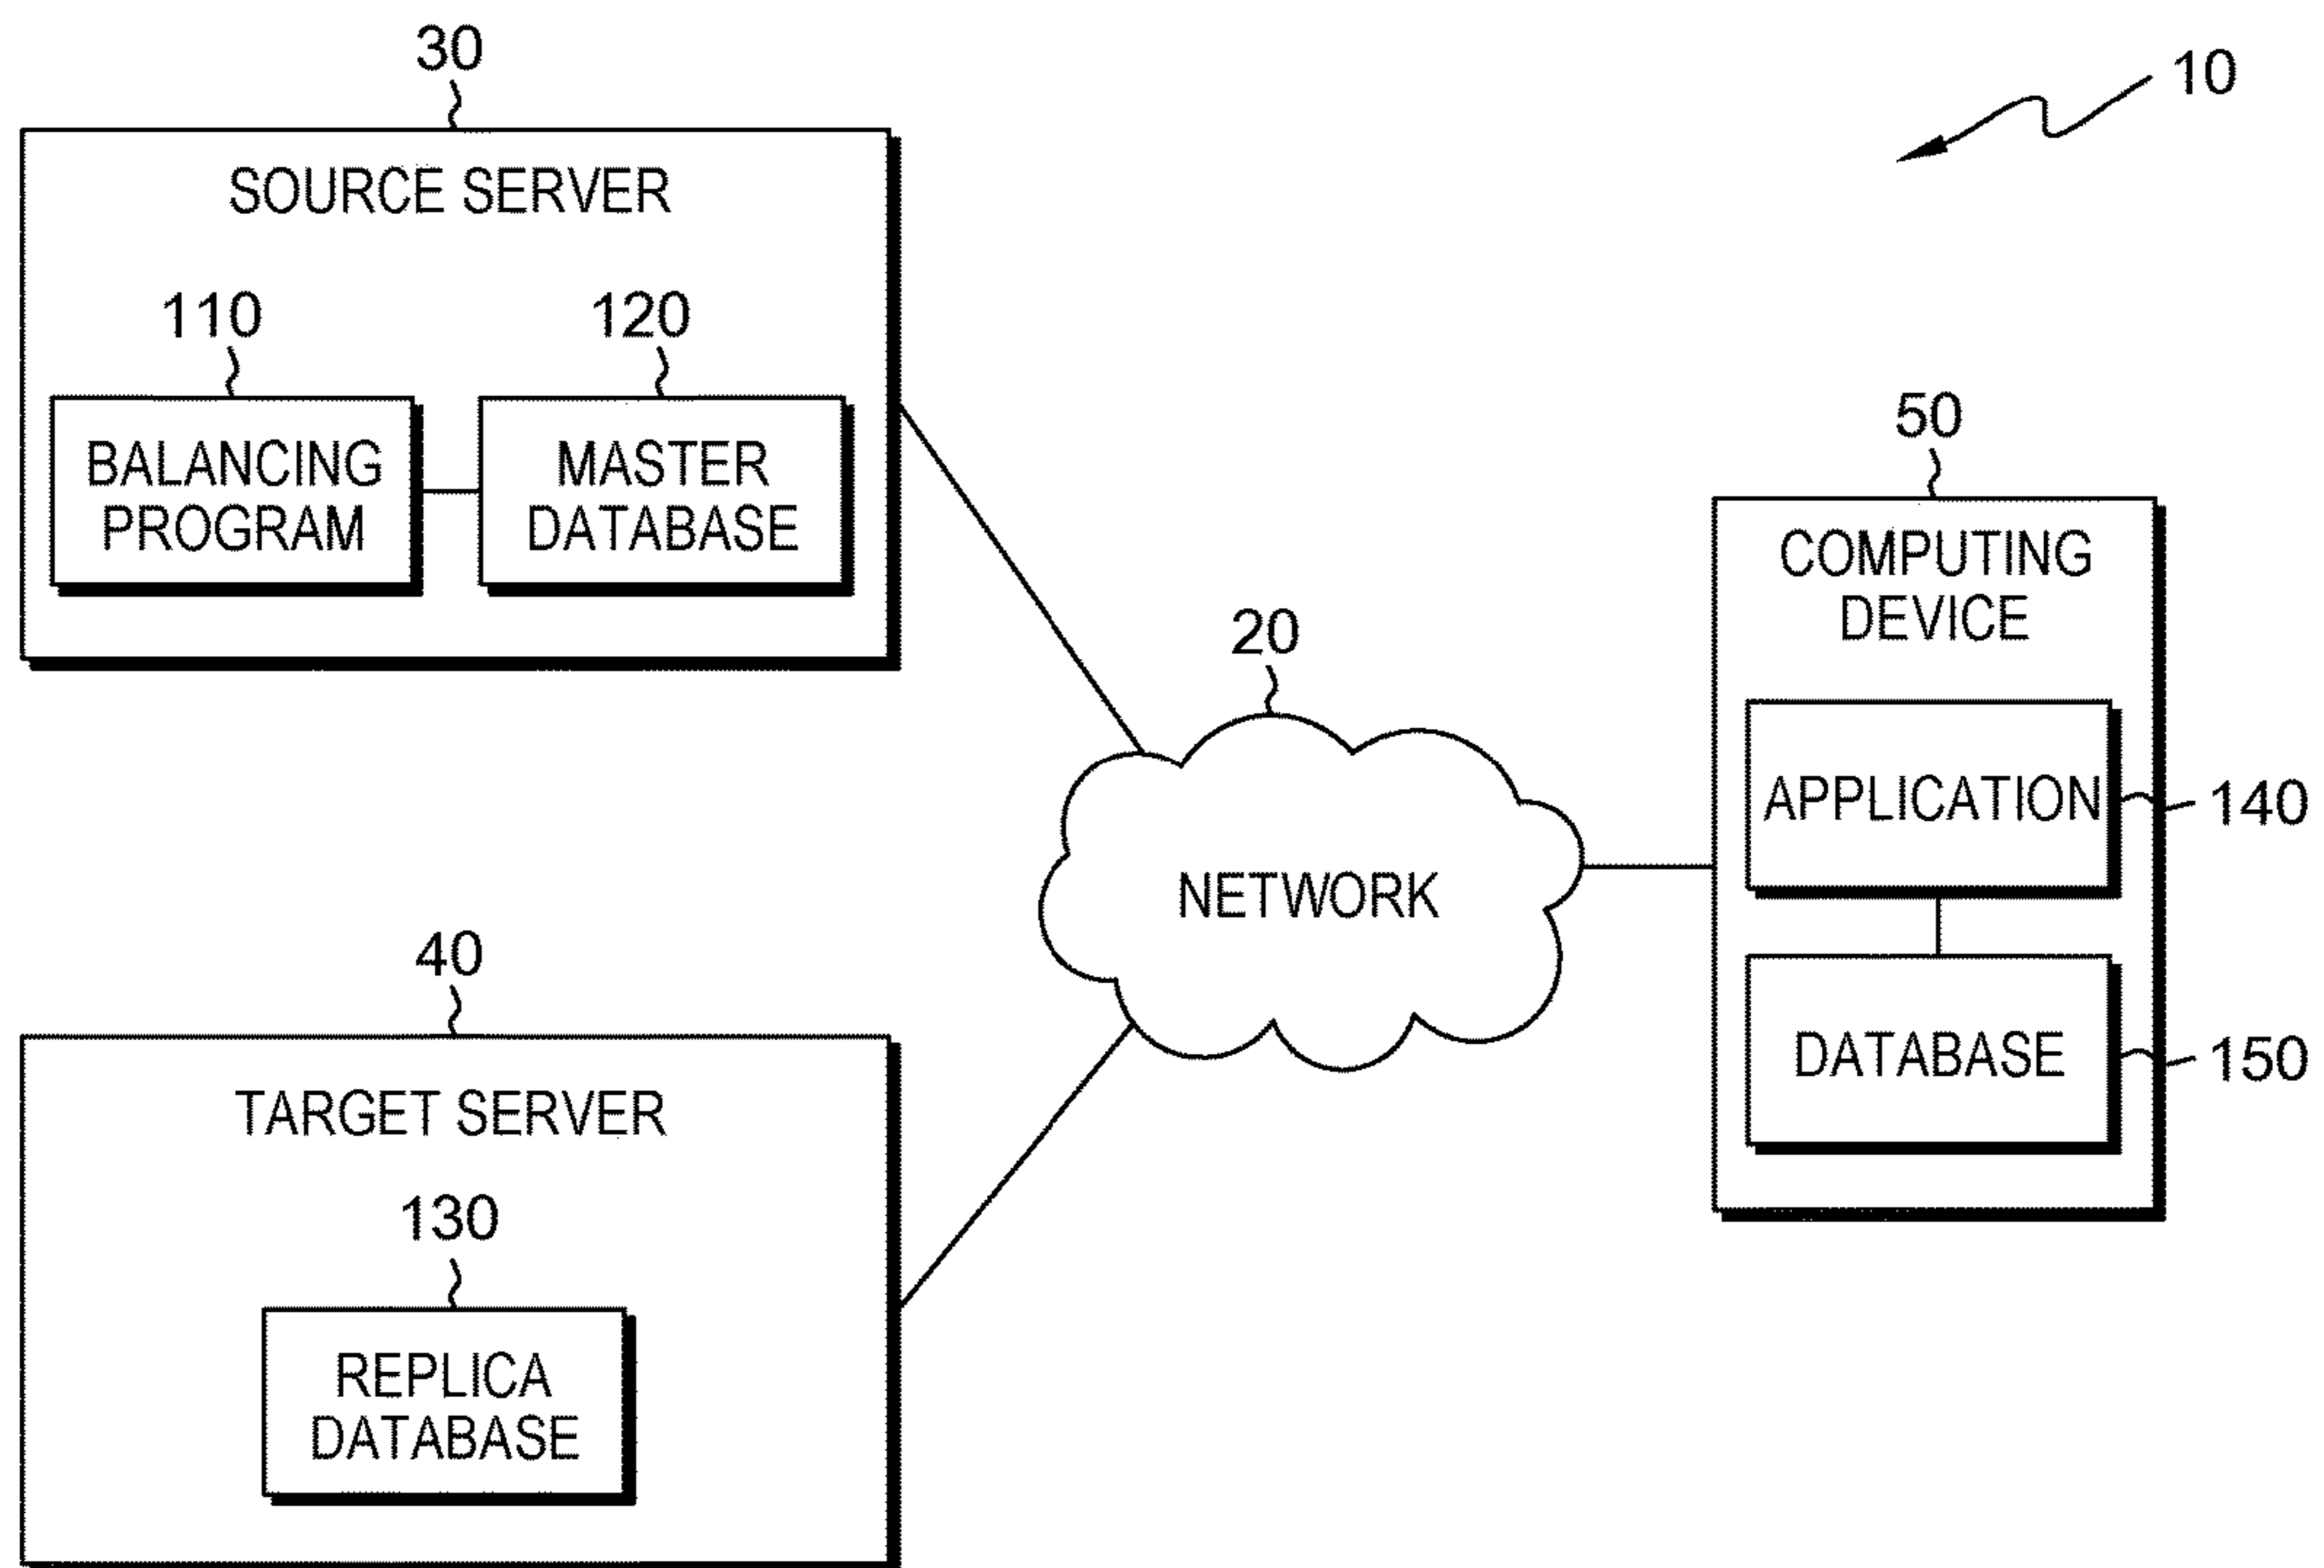 30
10
SOURCE SERVER
110
120
BALANCING
PROGRAM
MASTER
DATABASE
50
COMPUTING
DEVICE
20
NETWORK
APPLICATION
140
DATABASE
150
40
TARGET SERVER
130
REPLICA
DATABASE